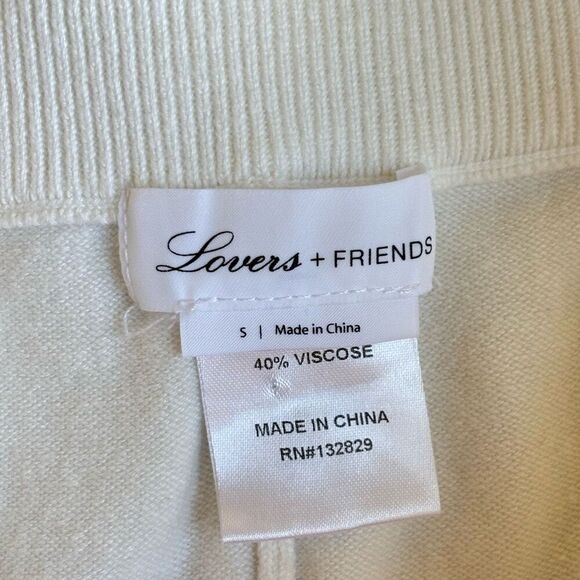 Lovers + FRIENDS
S | Made in China
40% VISCOSE
MADE IN CHINA
RN#132829